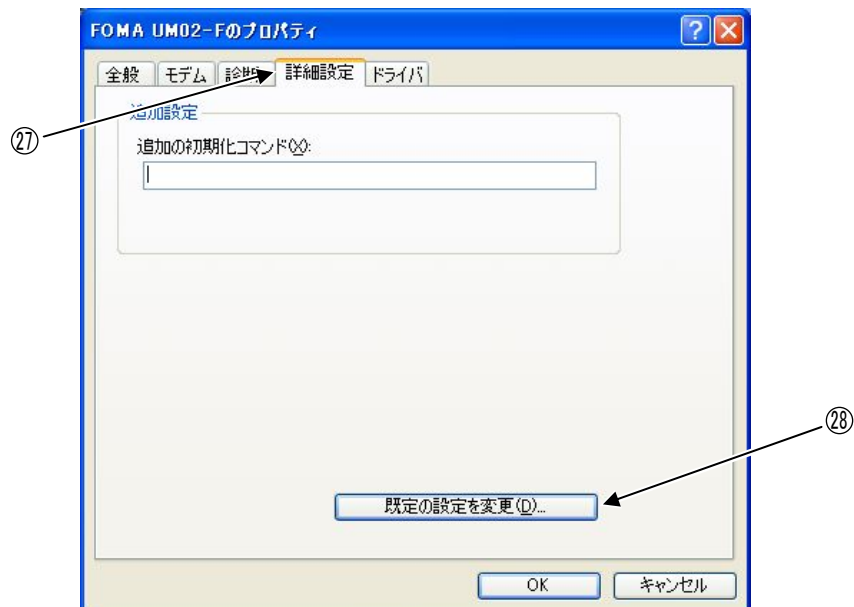 FOMA UM02-Fのプロパティ
全般 モデム 詳細設定 ドライバ
追加設定
㉗
追加の初期化コマンド(X):
㉘
既定の設定を変更(D)...
OK キャンセル